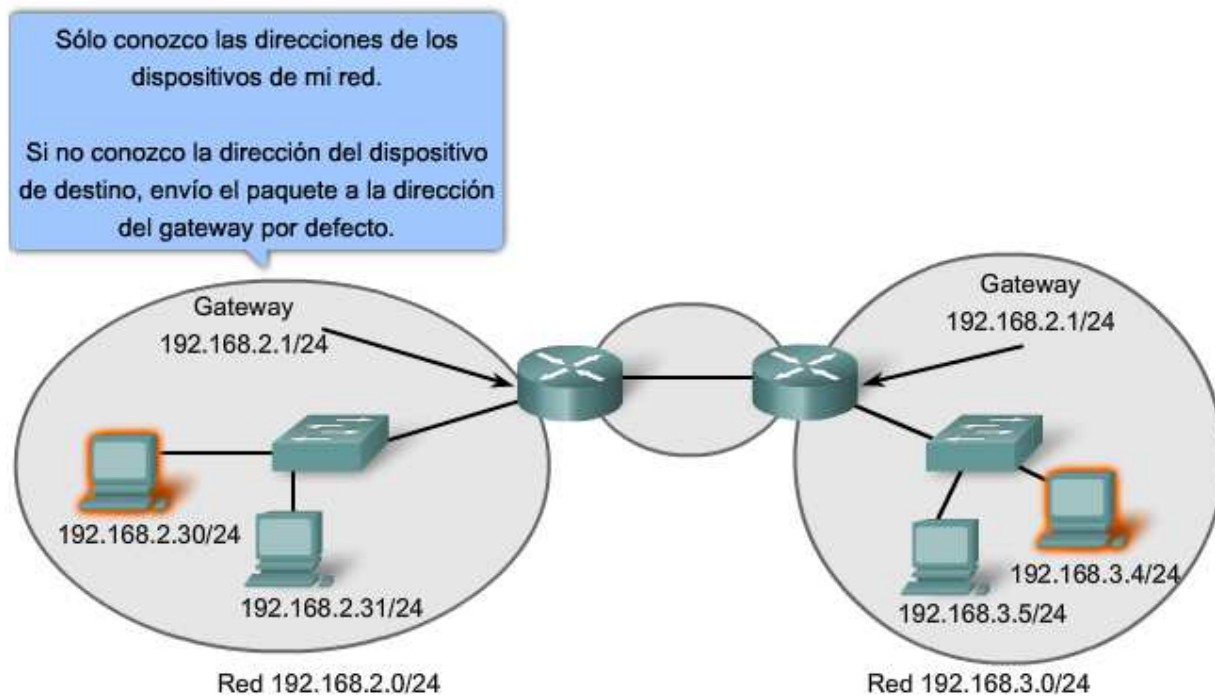 Sólo conozco las direcciones de los
dispositivos de mi red.
Si no conozco la dirección del dispositivo
de destino, envío el paquete a la dirección
del gateway por defecto.
Gateway
192.168.2.1/24
Gateway
192.168.2.1/24
192.168.2.30/24
192.168.2.31/24
192.168.3.4/24
192.168.3.5/24
Red 192.168.2.0/24
Red 192.168.3.0/24